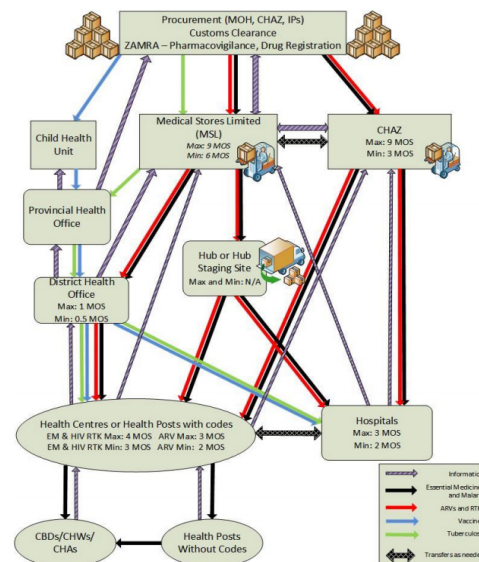 Procurement (MOH, CHAZ, IPs)
Customs Clearance
ZAMRA – Pharmacovigilance, Drug Registration
Child Health
Unit
Medical Stores Limited
(MSL)
Max: 9 MOS
Min: 6 MOS
CHAZ
Max: 9 MOS
Min: 3 MOS
Provincial Health
Office
Hub or Hub
Staging Site
Max and Min: N/A
District Health
Office
Max: 1 MOS
Min: 0.5 MOS
Health Centres or Health Posts with codes
EM & HIV RTK Max: 4 MOS ARV Max: 3 MOS
EM & HIV RTK Min: 3 MOS ARV Min: 2 MOS
Hospitals
Max: 3 MOS
Min: 2 MOS
CBDs/CHWs/
CHAs
Health Posts
Without Codes
Information
Essential Medicine
and Malar
ARVs and RTK
Vaccine
Tuberculos
Transfers as neede